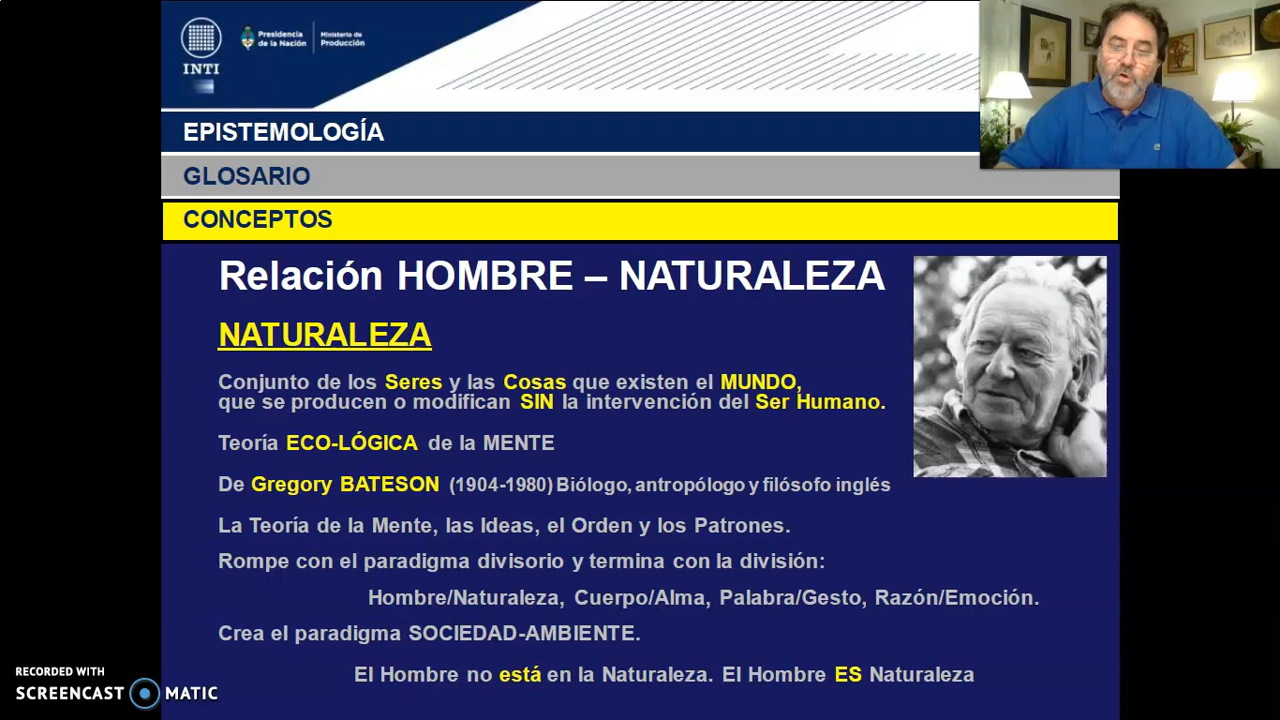 INTI
Presidencia
de la Nación
Ministerio de
Producción
EPISTEMOLOGÍA
GLOSARIO
CONCEPTOS
Relación HOMBRE – NATURALEZA
NATURALEZA
Conjunto de los Seres y las Cosas que existen el MUNDO,
que se producen o modifican SIN la intervención del Ser Humano.
Teoría ECO-LÓGICA de la MENTE
De Gregory BATESON (1904-1980) Biólogo, antropólogo y filósofo inglés
La Teoría de la Mente, las Ideas, el Orden y los Patrones.
Rompe con el paradigma divisorio y termina con la división:
Hombre/Naturaleza, Cuerpo/Alma, Palabra/Gesto, Razón/Emoción.
Crea el paradigma SOCIEDAD-AMBIENTE.
El Hombre no está en la Naturaleza. El Hombre ES Naturaleza
RECORDED WITH
SCREENCAST MATIC